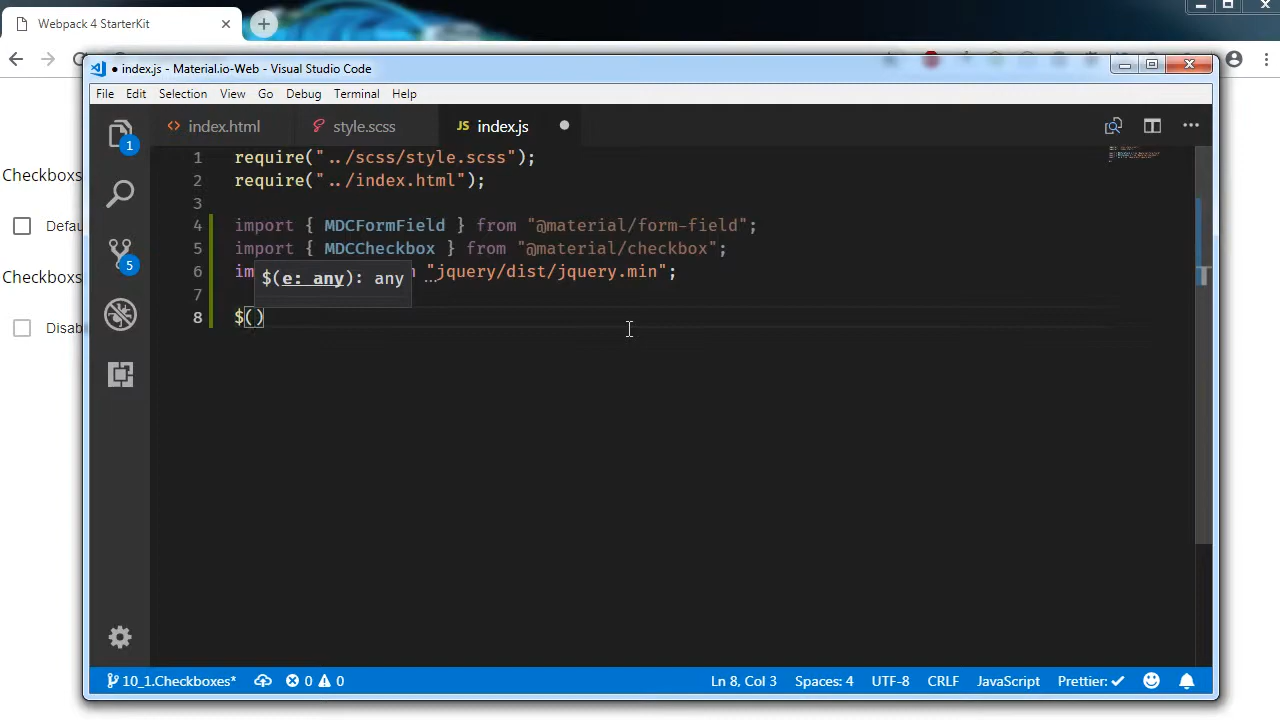 Webpack 4 StarterKit
● index.js - Material.io-Web - Visual Studio Code
File Edit Selection View Go Debug Terminal Help
index.html style.scss JS index.js
1 require("../scss/style.scss");
2 require("../index.html");
3
4 import { MDCFormField } from "@material/form-field";
5 import { MDCCheckbox } from "@material/checkbox";
6 im "jquery/dist/jquery.min";
$(e: any): any
7
8 $()
Checkboxs
Defau
Checkboxs
Disab
1
5
10_1.Checkboxes* 0 0 Ln 8, Col 3 Spaces: 4 UTF-8 CRLF JavaScript Prettier: ✓